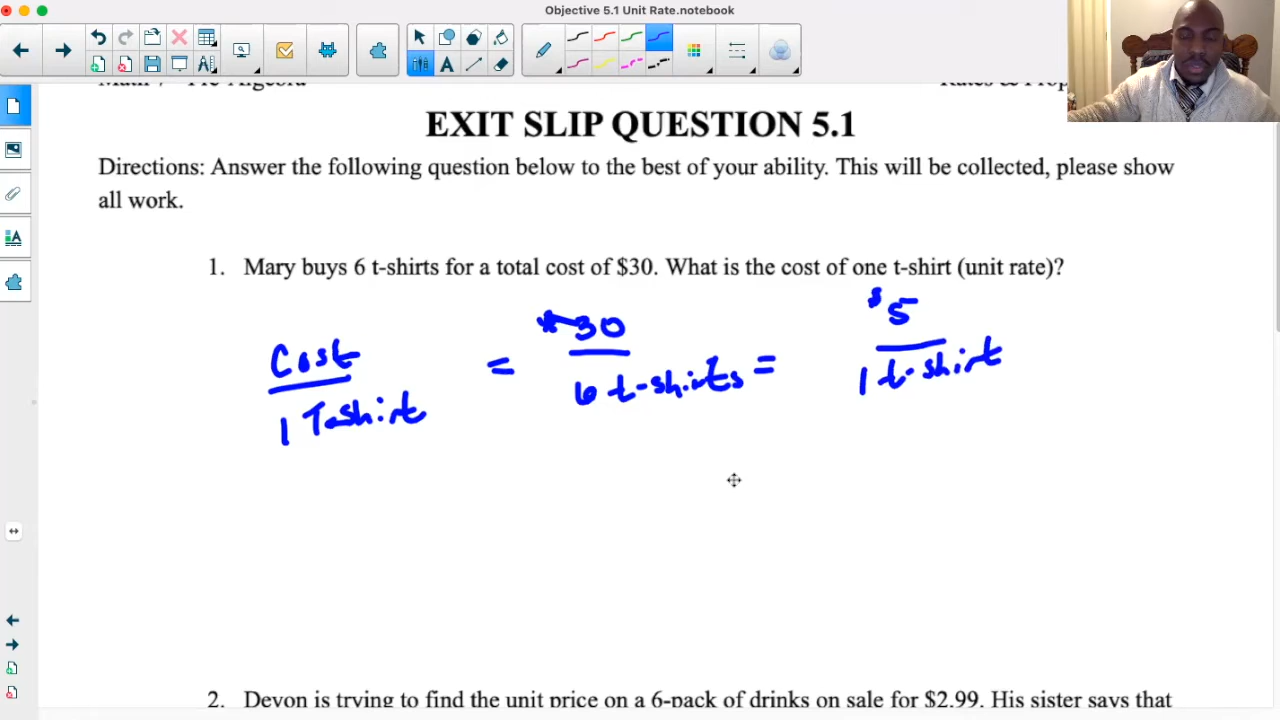 Objective 5.1 Unit Rate.notebook
EXIT SLIP QUESTION 5.1
Directions: Answer the following question below to the best of your ability. This will be collected, please show
all work.
1. Mary buys 6 t-shirts for a total cost of $30. What is the cost of one t-shirt (unit rate)?
Cost = $30 = $5
1 T-shirt 6 t-shirts 1 t-shirt
2. Devon is trying to find the unit price on a 6-pack of drinks on sale for $2.99. His sister says that